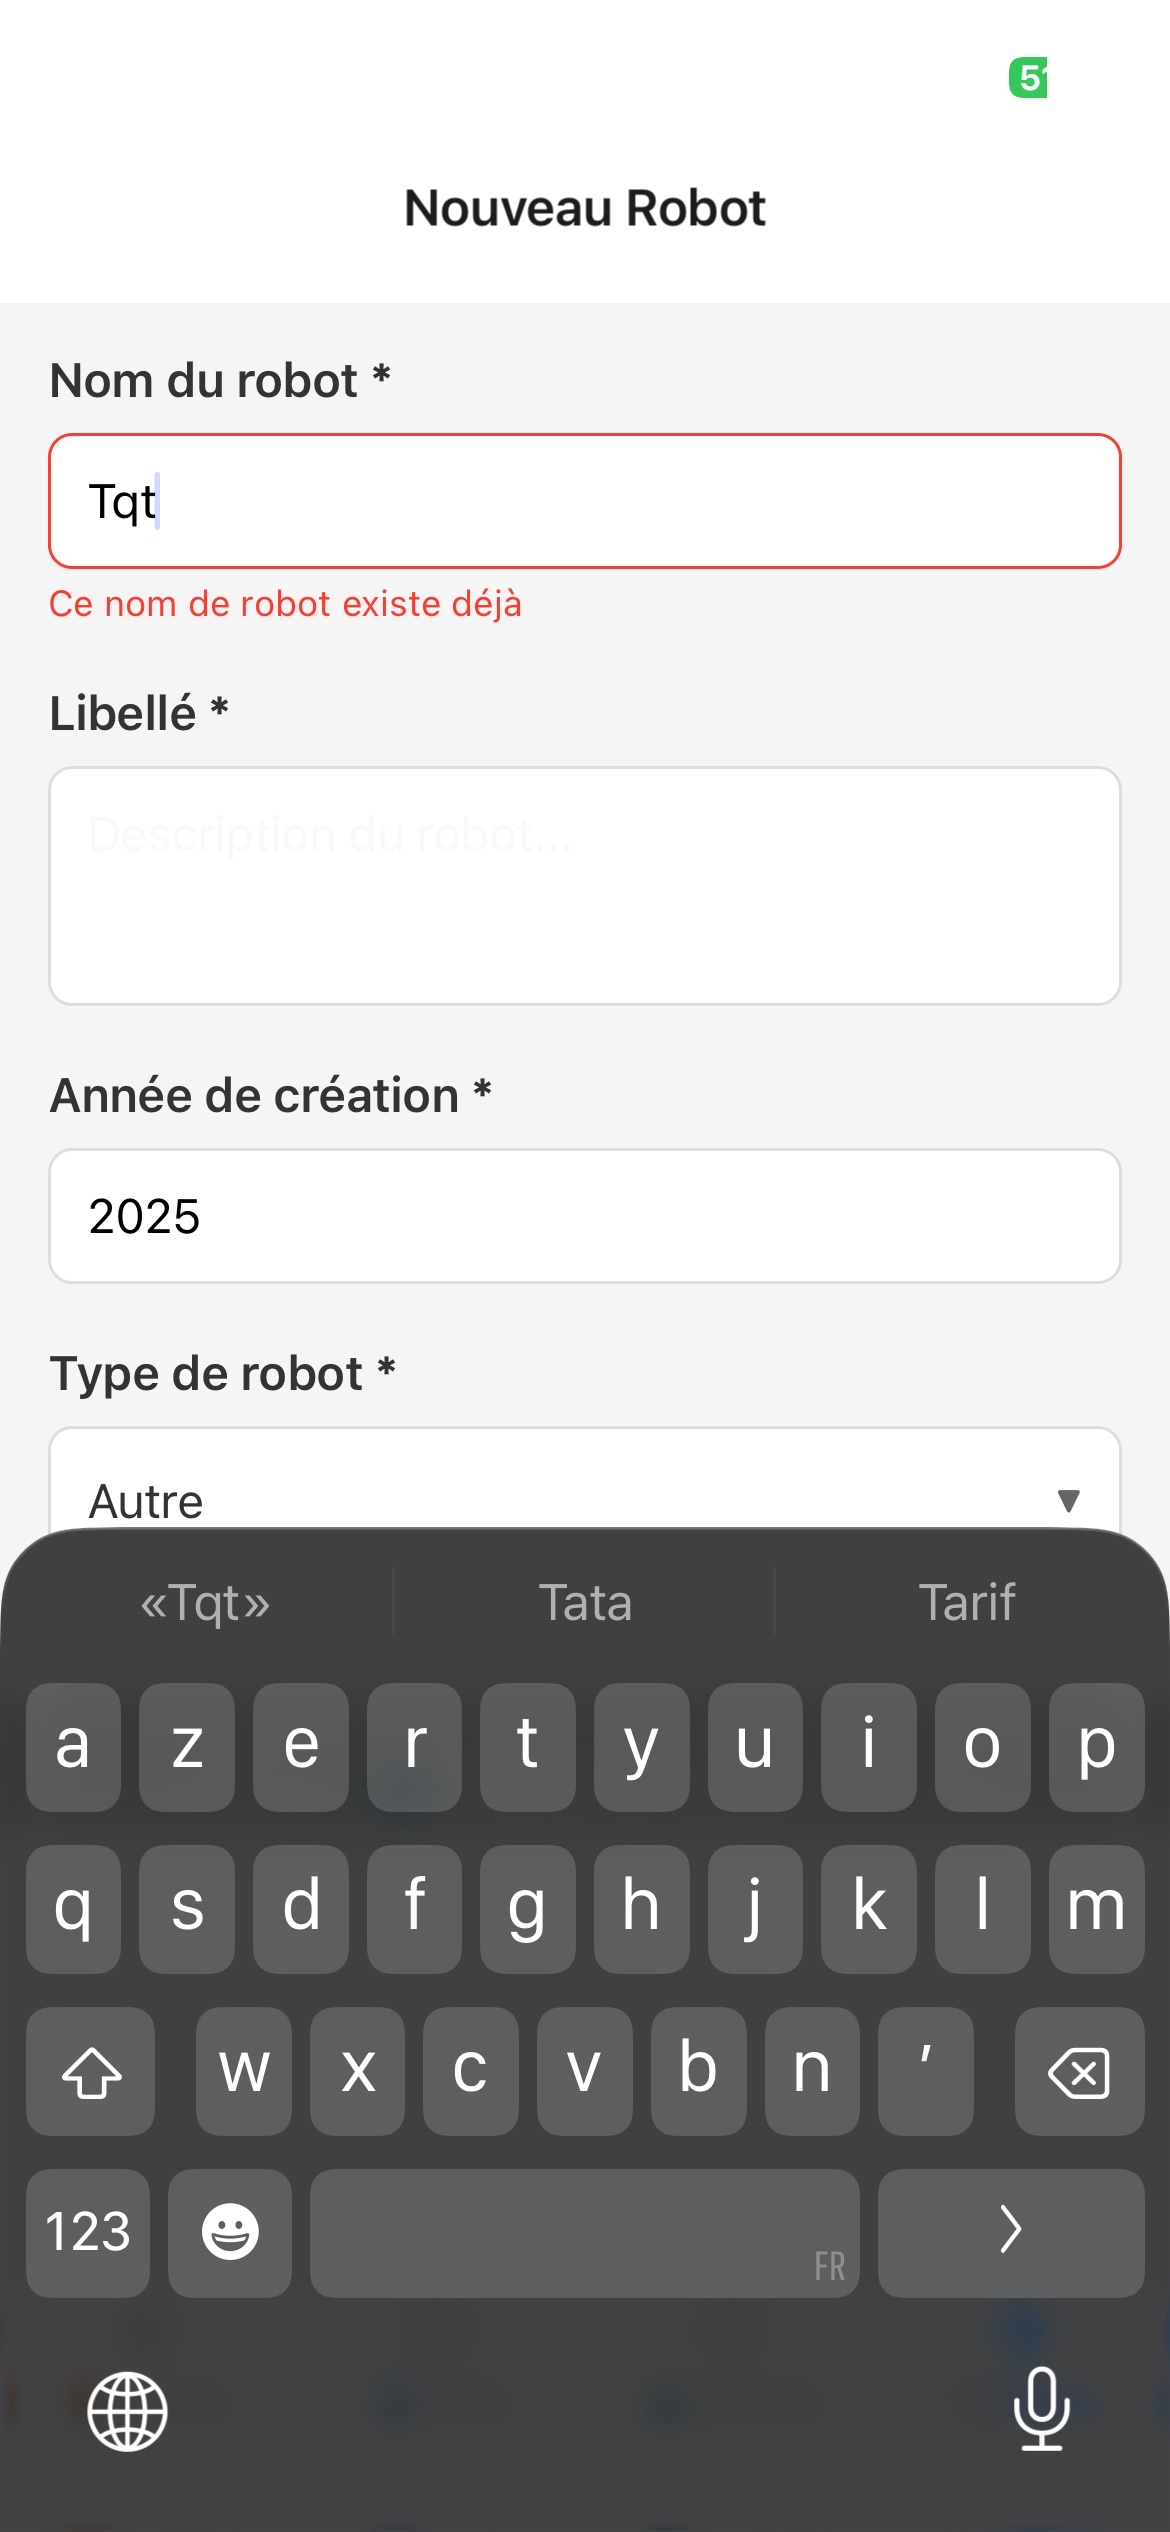 Nouveau Robot
Nom du robot *
Tqt
Ce nom de robot existe déjà
Libellé *
Description du robot...
Année de création *
2025
Type de robot *
Autre ▼
«Tqt» Tata Tarif
a z e r t y u i o p
q s d f g h j k l m
w x c v b n '
123
FR